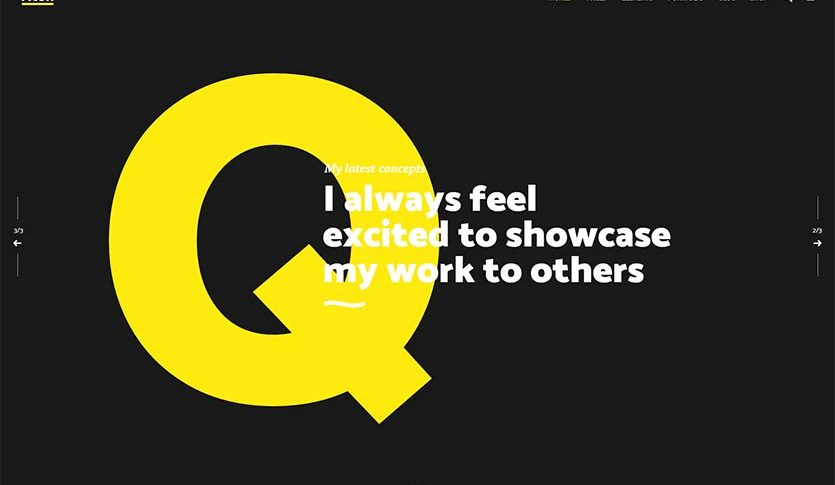 Q
My latest concepts
I always feel
excited to showcase
my work to others
3/3
2/3